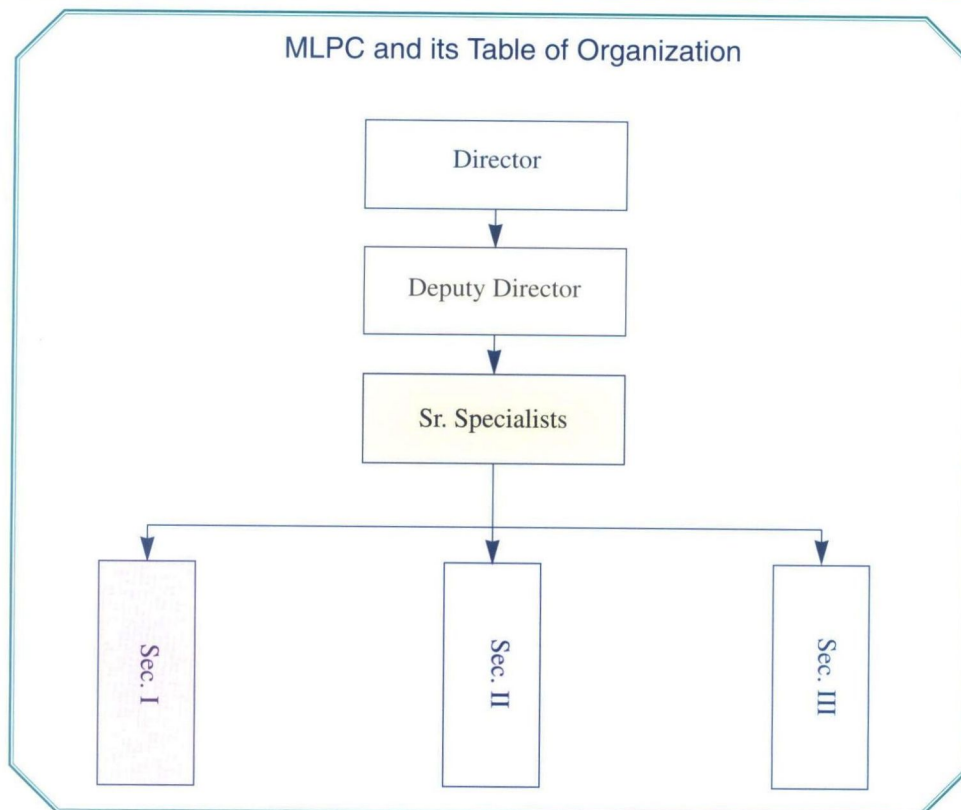 MLPC and its Table of Organization
Director
Deputy Director
Sr. Specialists
Sec. I
Sec. II
Sec. III